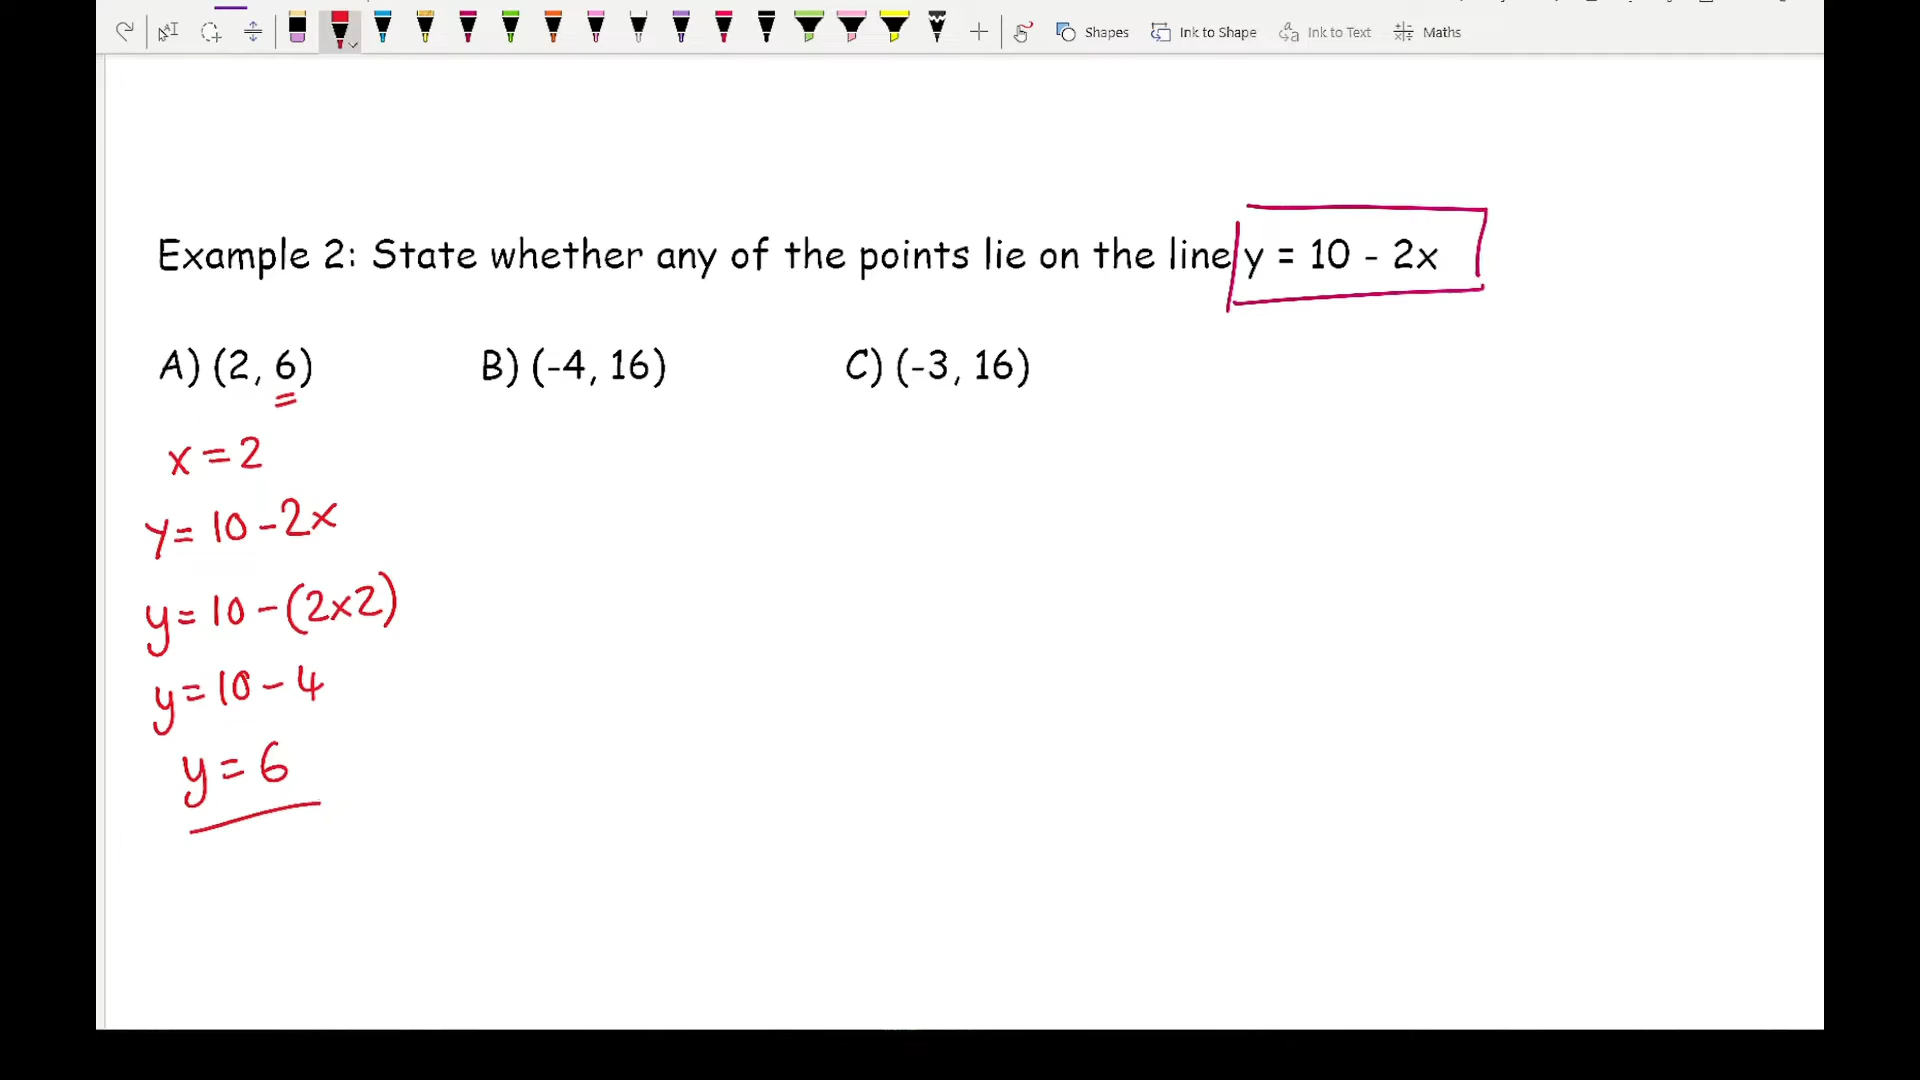 Shapes Ink to Shape Ink to Text Maths
Example 2: State whether any of the points lie on the line y = 10 - 2x
A) (2, 6) B) (-4, 16) C) (-3, 16)
x = 2
y = 10 - 2x
y = 10 - (2x2)
y = 10 - 4
y = 6